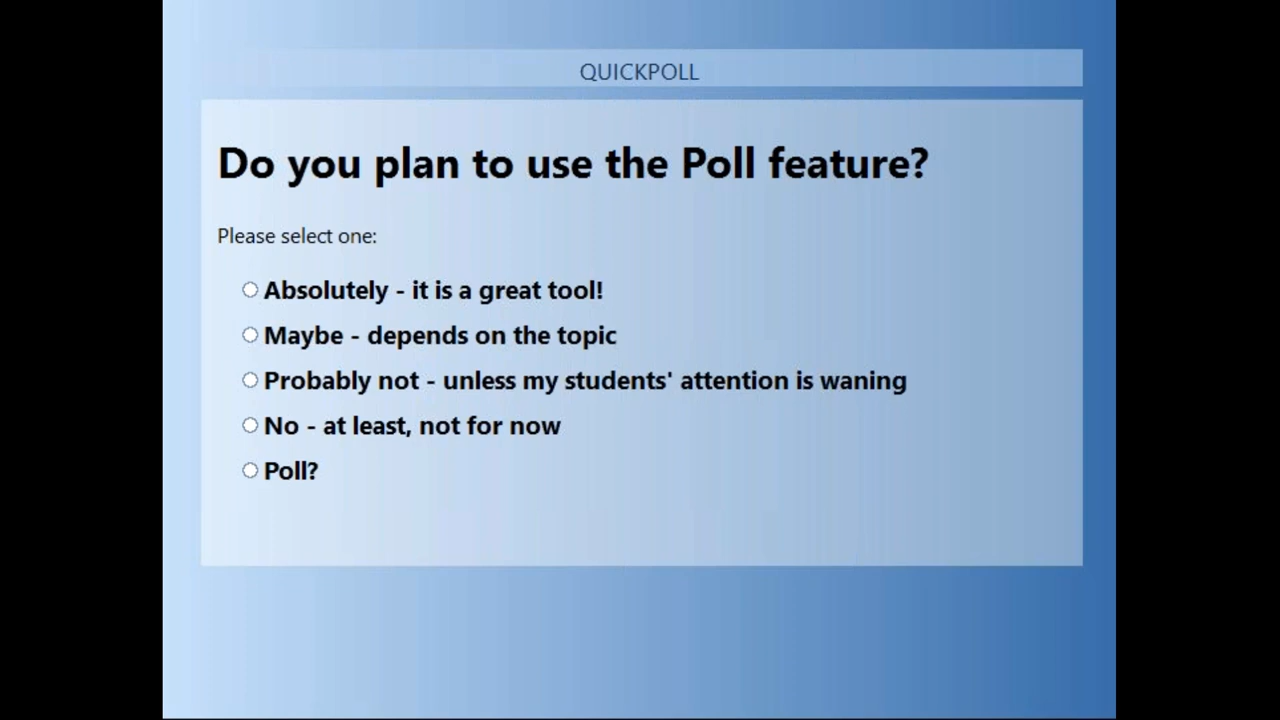 QUICKPOLL
Do you plan to use the Poll feature?
Please select one:
Absolutely - it is a great tool!
Maybe - depends on the topic
Probably not - unless my students' attention is waning
No - at least, not for now
Poll?